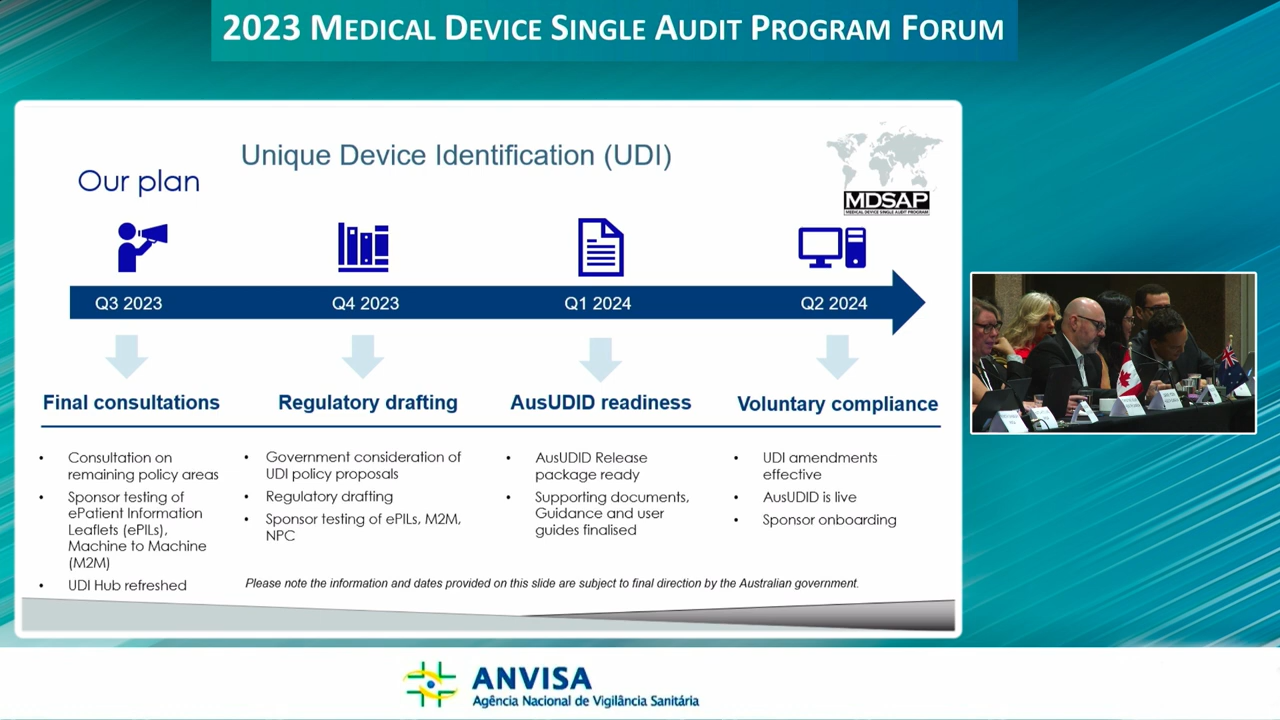 2023 MEDICAL DEVICE SINGLE AUDIT PROGRAM FORUM
Unique Device Identification (UDI)
Our plan
MDSAP
MEDICAL DEVICE SINGLE AUDIT PROGRAM
Q3 2023
Q4 2023
Q1 2024
Q2 2024
Final consultations
Regulatory drafting
AusUDID readiness
Voluntary compliance
• Consultation on
remaining policy areas
• Sponsor testing of
ePatient Information
Leaflets (ePILs),
Machine to Machine
(M2M)
• UDI Hub refreshed
• Government consideration of
UDI policy proposals
• Regulatory drafting
• Sponsor testing of ePILs, M2M,
NPC
• AusUDID Release
package ready
• Supporting documents,
Guidance and user
guides finalised
• UDI amendments
effective
• AusUDID is live
• Sponsor onboarding
Please note the information and dates provided on this slide are subject to final direction by the Australian government.
ANVISA
Agência Nacional de Vigilância Sanitária